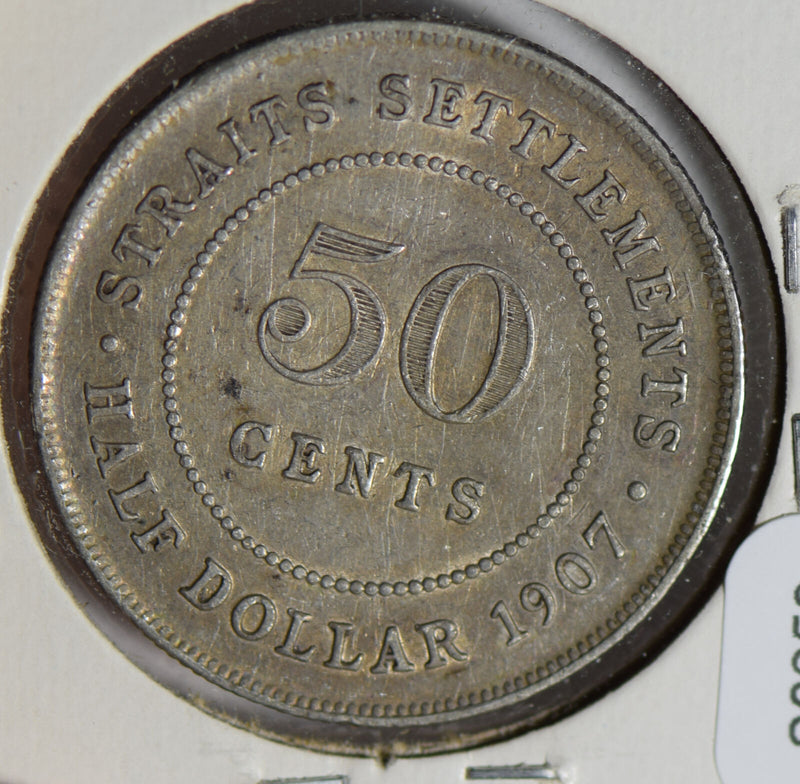 STRAITS SETTLEMENTS
50
CENTS
HALF DOLLAR 1907